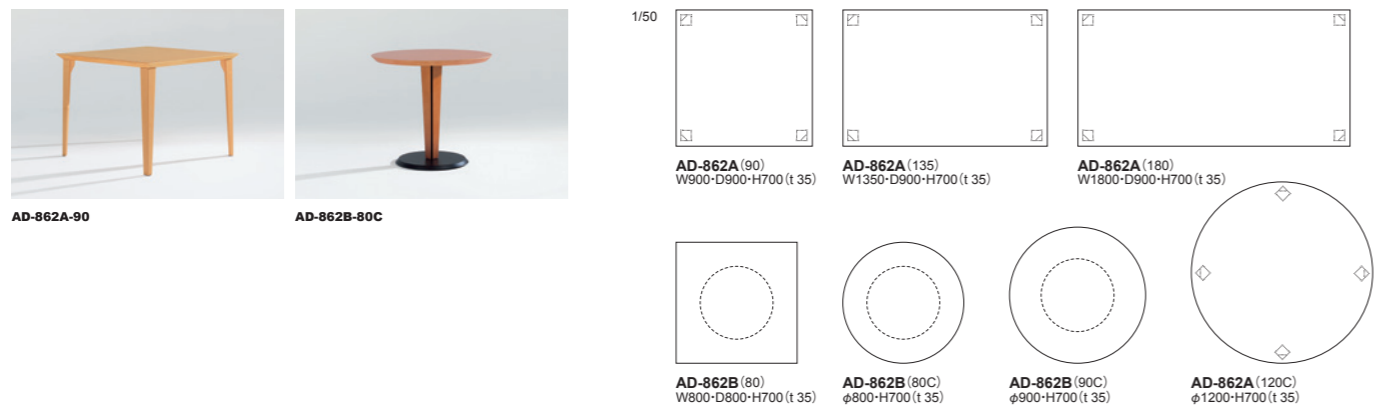 1/50
AD-862A-90
AD-862B-80C
AD-862A（90）
W900・D900・H700（t 35）
AD-862A（135）
W1350・D900・H700（t 35）
AD-862A（180）
W1800・D900・H700（t 35）
AD-862B（80）
W800・D800・H700（t 35）
AD-862B（80C）
φ800・H700（t 35）
AD-862B（90C）
φ900・H700（t 35）
AD-862A（120C）
φ1200・H700（t 35）